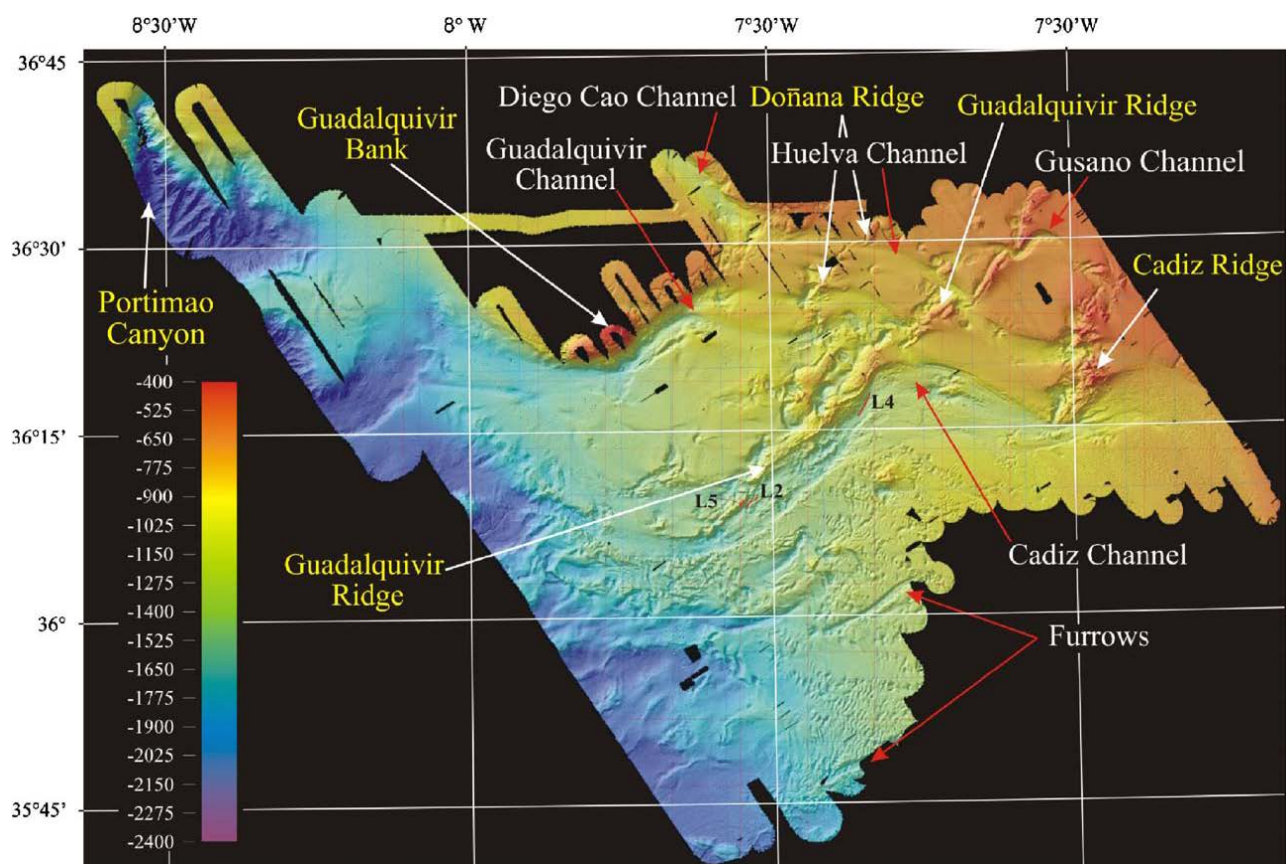 8°30'W 8° W 7°30'W 7°30'W
36°45
36°30
36°15'
36°
35°45'
Diego Cao Channel
Doñana Ridge
Guadalquivir Ridge
Guadalquivir
Bank
Guadalquivir
Channel
Huelva Channel
Gusano Channel
Cadiz Ridge
Portimao
Canyon
L4
L5
L2
Guadalquivir
Ridge
Cadiz Channel
Furrows
-400
-525
-650
-775
-900
-1025
-1150
-1275
-1400
-1525
-1650
-1775
-1900
-2025
-2150
-2275
-2400